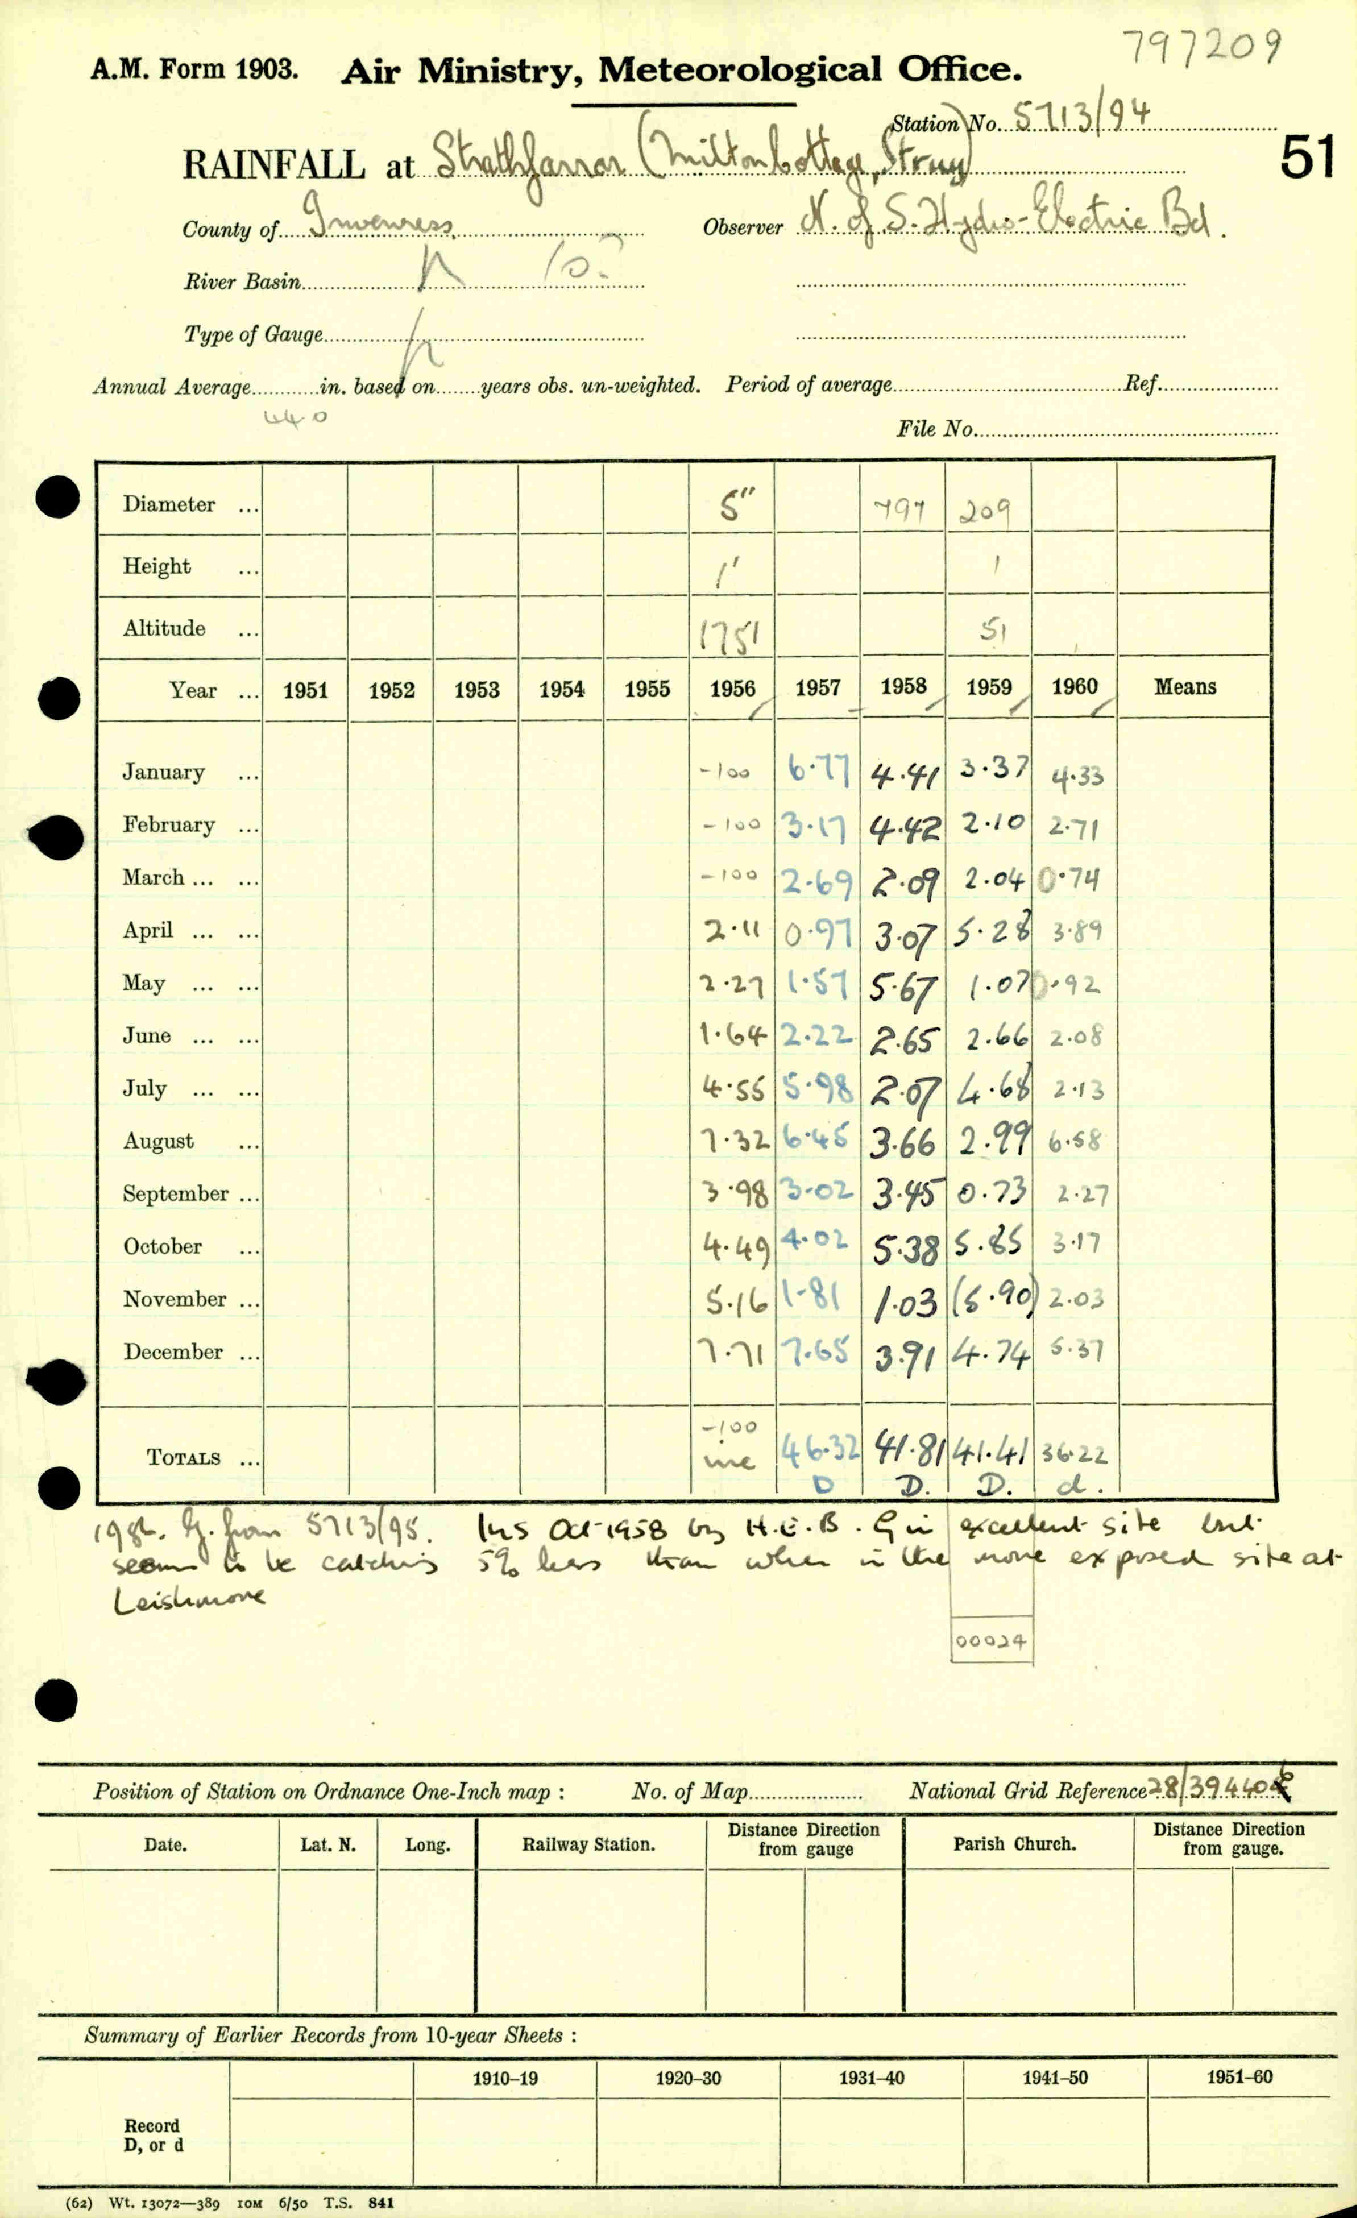 797209
A.M. Form 1903. Air Ministry, Meteorological Office.
Station No. 5713/94
51
RAINFALL at Strathfarrar (Milton Cottage, Struy)
County of Inverness. Observer N. of S. Hydro-Electric Bd.
River Basin
Type of Gauge
Annual Average in. based on years obs. un-weighted. Period of average Ref.
44.0
File No.
Diameter ... 5" 797 209
Height ... 1' 1
Altitude ... 175' 51
Year ... 1951 1952 1953 1954 1955 1956 1957 1958 1959 1960 Means
January ... -100 6.77 4.41 3.37 4.33
February ... -100 3.17 4.42 2.10 2.71
March ... ... -100 2.69 2.09 2.04 0.74
April ... ... 2.11 0.97 3.07 5.28 3.89
May ... ... 2.27 1.57 5.67 1.07 0.92
June ... ... 1.64 2.22 2.65 2.66 2.08
July ... ... 4.55 5.98 2.07 4.68 2.13
August ... 7.32 6.45 3.66 2.99 6.58
September ... 3.98 3.02 3.45 0.73 2.27
October ... 4.49 4.02 5.38 5.85 3.17
November ... 5.16 1.81 1.03 (5.90) 2.03
December ... 7.71 7.65 3.91 4.74 5.37
-100
Totals ... inc 46.32 41.81 41.41 36.22
D D. D. d.
G. from 5713/95. Ins Oct 1958 by H.E.B. G in excellent site but
seems to be catching 5% less than when in the more exposed site at
Leishmore
00024
Position of Station on Ordnance One-Inch map : No. of Map National Grid Reference 28/39440
Date. Lat. N. Long. Railway Station. Distance Direction from gauge Parish Church. Distance Direction from gauge.
Summary of Earlier Records from 10-year Sheets :
1910–19 1920–30 1931–40 1941–50 1951–60
Record
D, or d
(62) Wt. 13072—389 10M 6/50 T.S. 841